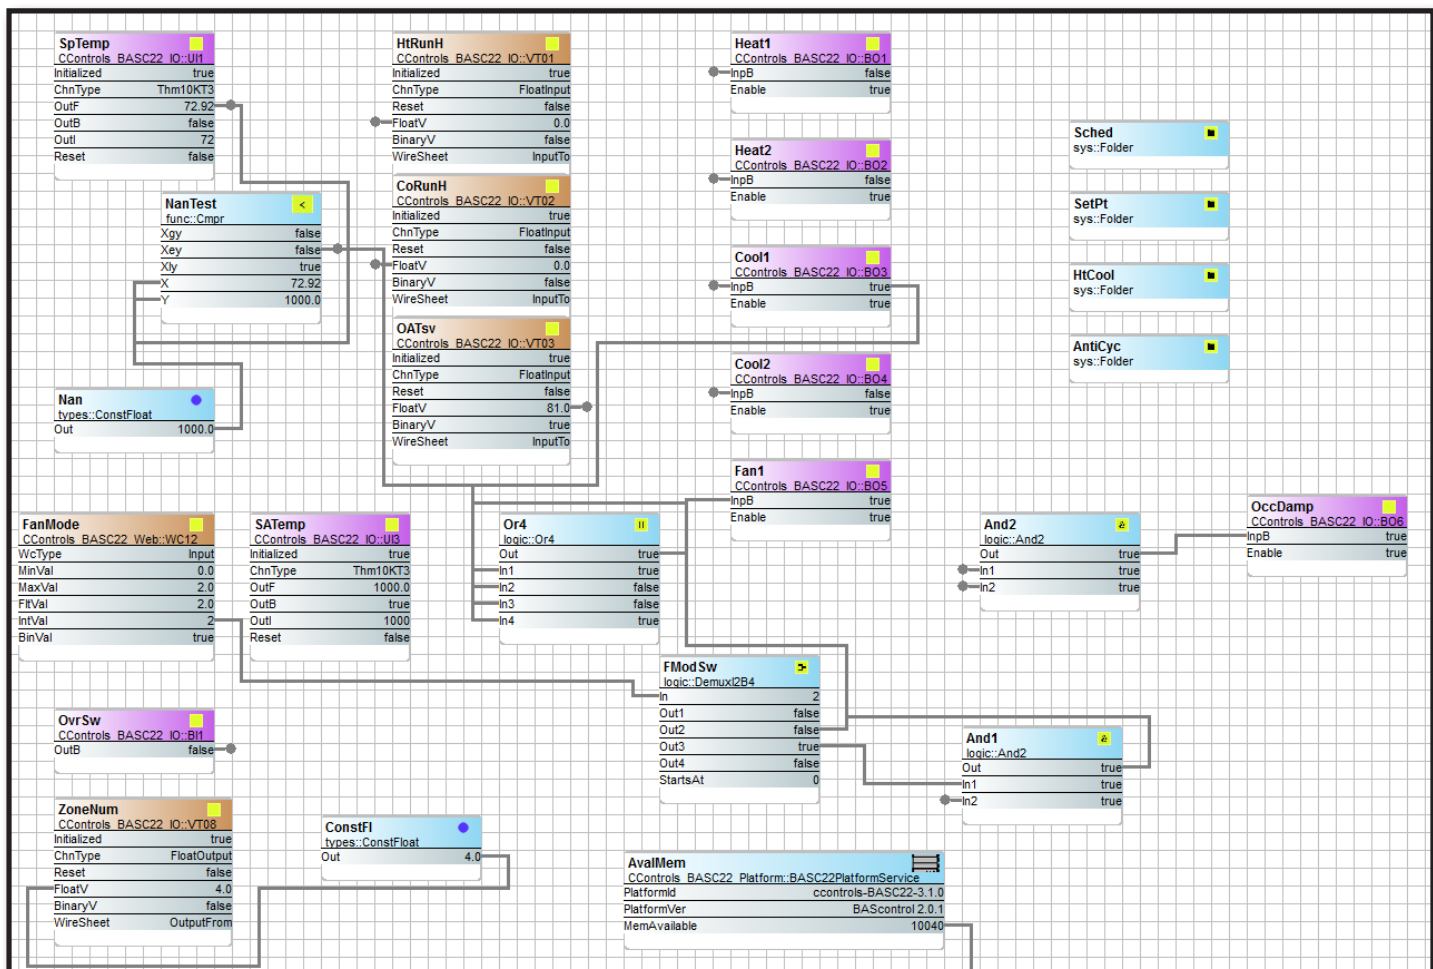 SpTemp
CControls_BASC22_IO::UI1
Initialized true
ChnType Thm10KT3
OutF 72.92
OutB false
OutI 72
Reset false
HtRunH
CControls_BASC22_IO::VT01
Initialized true
ChnType FloatInput
Reset false
FloatV 0.0
BinaryV false
WireSheet InputTo
Heat1
CControls_BASC22_IO::BO1
InpB false
Enable true
Sched
sys::Folder
Heat2
CControls_BASC22_IO::BO2
InpB false
Enable true
NanTest
func::Cmpr
Xgy false
Xey false
Xly true
X 72.92
Y 1000.0
CoRunH
CControls_BASC22_IO::VT02
Initialized true
ChnType FloatInput
Reset false
FloatV 0.0
BinaryV false
WireSheet InputTo
SetPt
sys::Folder
Cool1
CControls_BASC22_IO::BO3
InpB true
Enable true
HtCool
sys::Folder
OATsv
CControls_BASC22_IO::VT03
Initialized true
ChnType FloatInput
Reset false
FloatV 81.0
BinaryV true
WireSheet InputTo
AntiCyc
sys::Folder
Cool2
CControls_BASC22_IO::BO4
InpB false
Enable true
Nan
types::ConstFloat
Out 1000.0
Fan1
CControls_BASC22_IO::BO5
InpB true
Enable true
FanMode
CControls_BASC22_Web::WC12
WcType Input
MinVal 0.0
MaxVal 2.0
FltVal 2.0
IntVal 2
BinVal true
SATemp
CControls_BASC22_IO::UI3
Initialized true
ChnType Thm10KT3
OutF 1000.0
OutB true
OutI 1000
Reset false
Or4
logic::Or4
Out true
In1 true
In2 false
In3 false
In4 true
And2
logic::And2
Out true
In1 true
In2 true
OccDamp
CControls_BASC22_IO::BO6
InpB true
Enable true
FModSw
logic::DemuxI2B4
In 2
Out1 false
Out2 false
Out3 true
Out4 false
StartsAt 0
OvrSw
CControls_BASC22_IO::BI1
OutB false
And1
logic::And2
Out true
In1 true
In2 true
ZoneNum
CControls_BASC22_IO::VT08
Initialized true
ChnType FloatOutput
Reset false
FloatV 4.0
BinaryV false
WireSheet OutputFrom
ConstFl
types::ConstFloat
Out 4.0
AvalMem
CControls_BASC22_Platform::BASC22PlatformService
PlatformId ccontrols-BASC22-3.1.0
PlatformVer BAScontrol 2.0.1
MemAvailable 10040